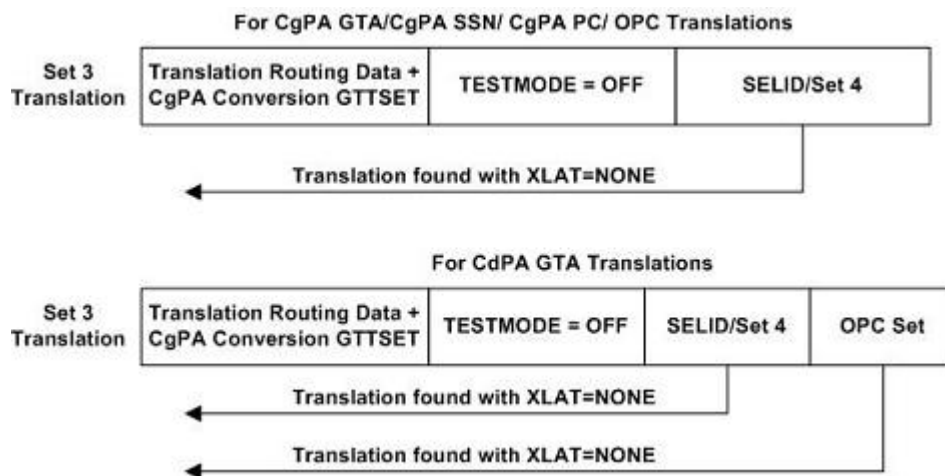 For CgPA GTA/CgPA SSN/ CgPA PC/ OPC Translations
Set 3
Translation
Translation Routing Data +
CgPA Conversion GTTSET
TESTMODE = OFF
SELID/Set 4
Translation found with XLAT=NONE
For CdPA GTA Translations
Set 3
Translation
Translation Routing Data +
CgPA Conversion GTTSET
TESTMODE = OFF
SELID/Set 4
OPC Set
Translation found with XLAT=NONE
Translation found with XLAT=NONE